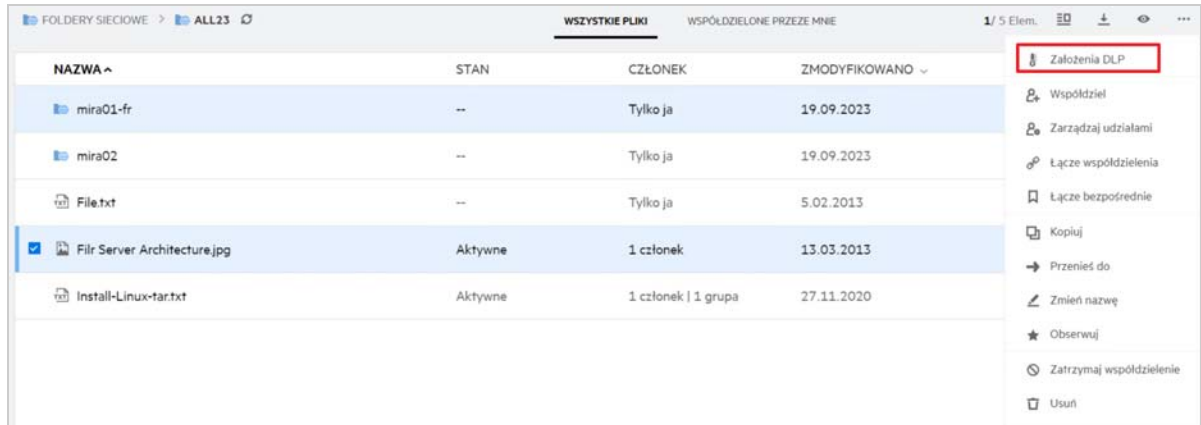 FOLDERY SIECIOWE > ALL23 WSZYSTKIE PLIKI WSPÓŁDZIELONE PRZEZE MNIE 1/ 5 Elem.
NAZWA STAN CZŁONEK ZMODYFIKOWANO
mira01-fr -- Tylko ja 19.09.2023
mira02 -- Tylko ja 19.09.2023
TXT File.txt -- Tylko ja 5.02.2013
Filr Server Architecture.jpg Aktywne 1 członek 13.03.2013
TXT Install-Linux-tar.txt Aktywne 1 członek | 1 grupa 27.11.2020
Założenia DLP
Współdziel
Zarządzaj udziałami
Łącze współdzielenia
Łącze bezpośrednie
Kopiuj
Przenieś do
Zmień nazwę
Obserwuj
Zatrzymaj współdzielenie
Usuń